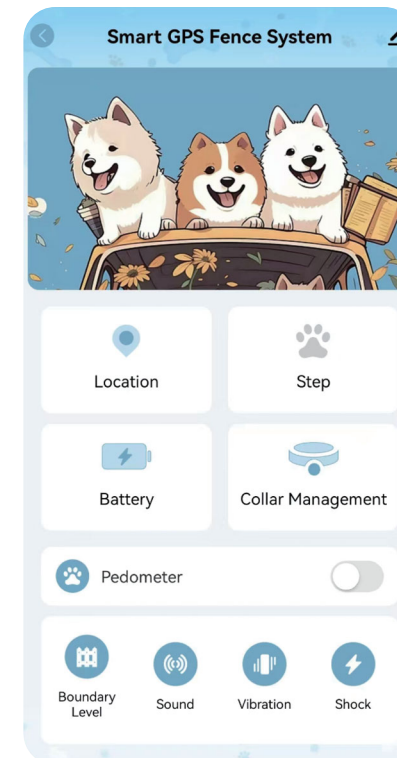 Smart GPS Fence System
Location
Step
Battery
Collar Management
Pedometer
Boundary
Level
Sound
Vibration
Shock